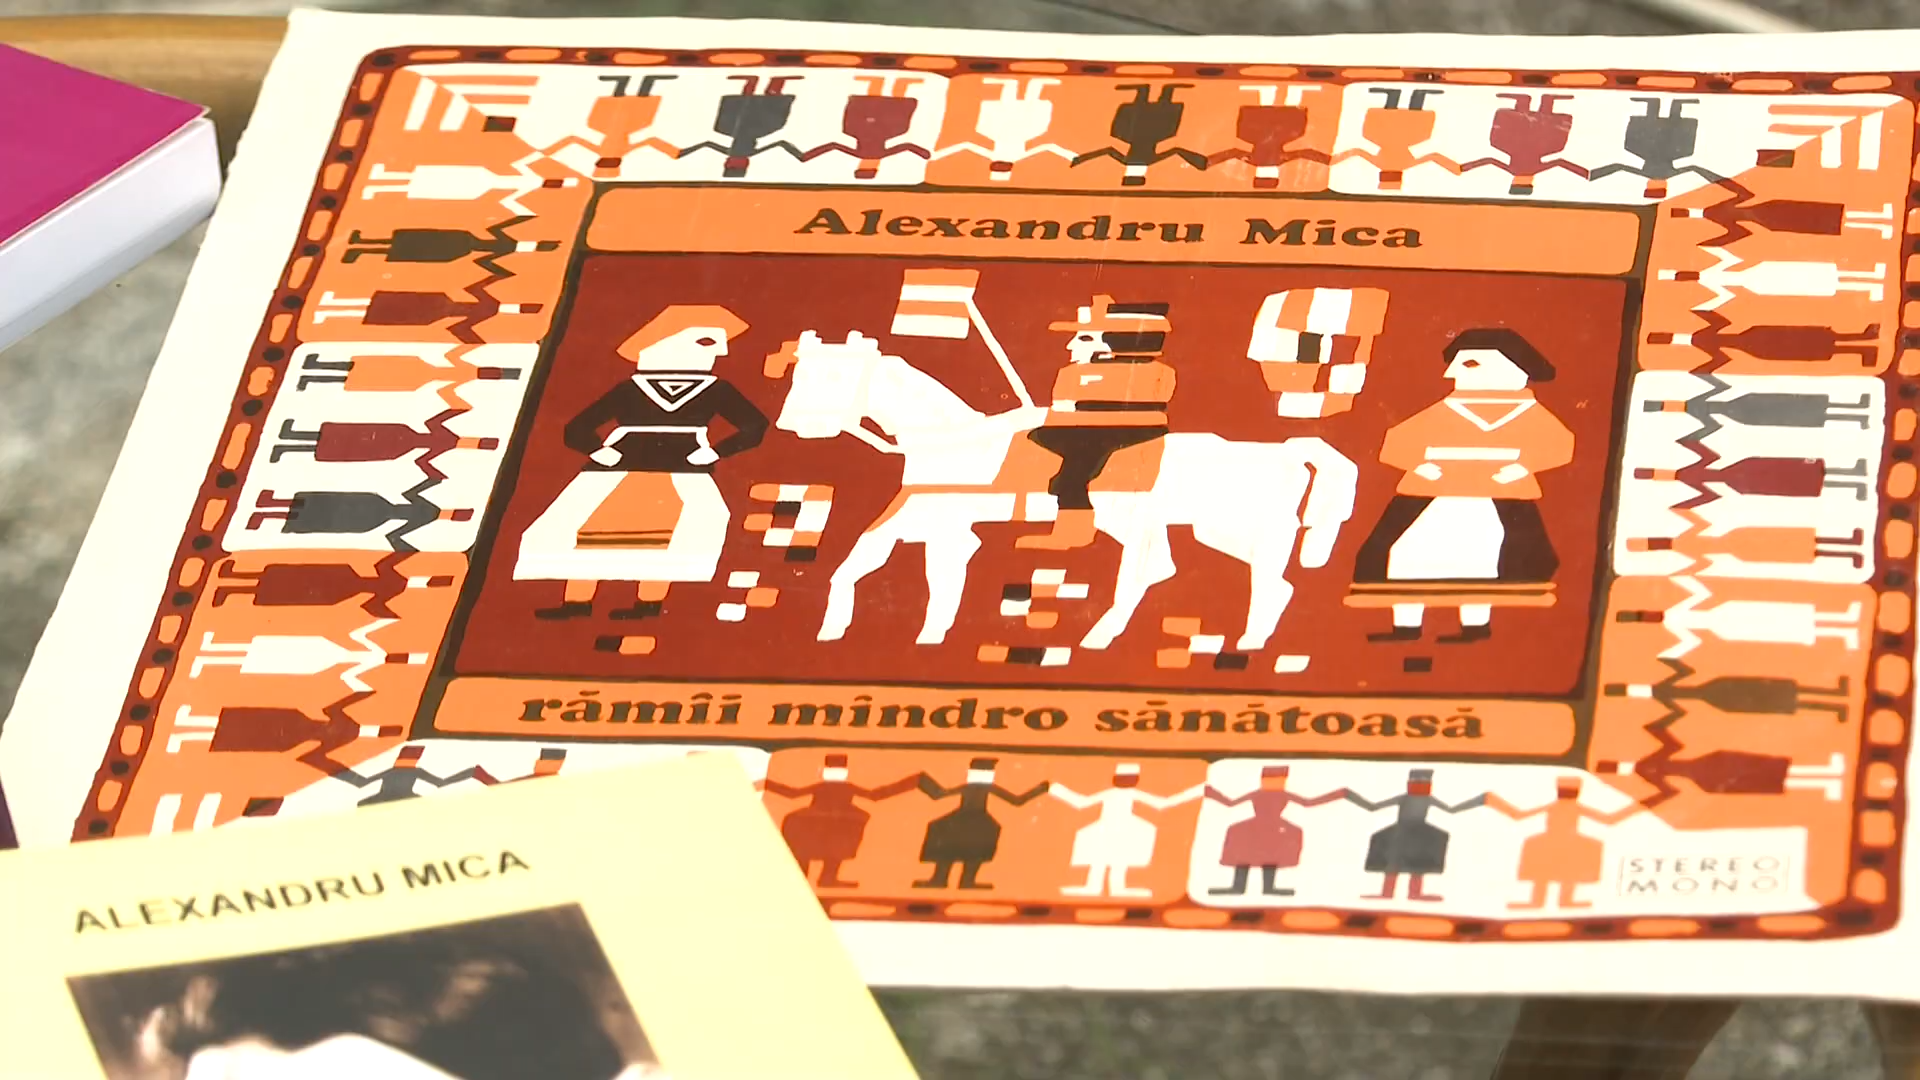 Alexandru Mica
rămîi mîndro sănătoasă
STEREO
MONO
ALEXANDRU MICA